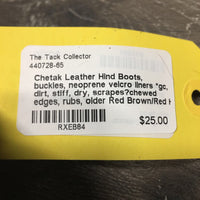 The Tack Collector
440728-65
Chetak Leather Hind Boots,
buckles, neoprene velcro liners *gc,
dirt, stiff, dry, scrapes?chewed
edges, rubs, older Red Brown/Red
RXEB84
$25.00